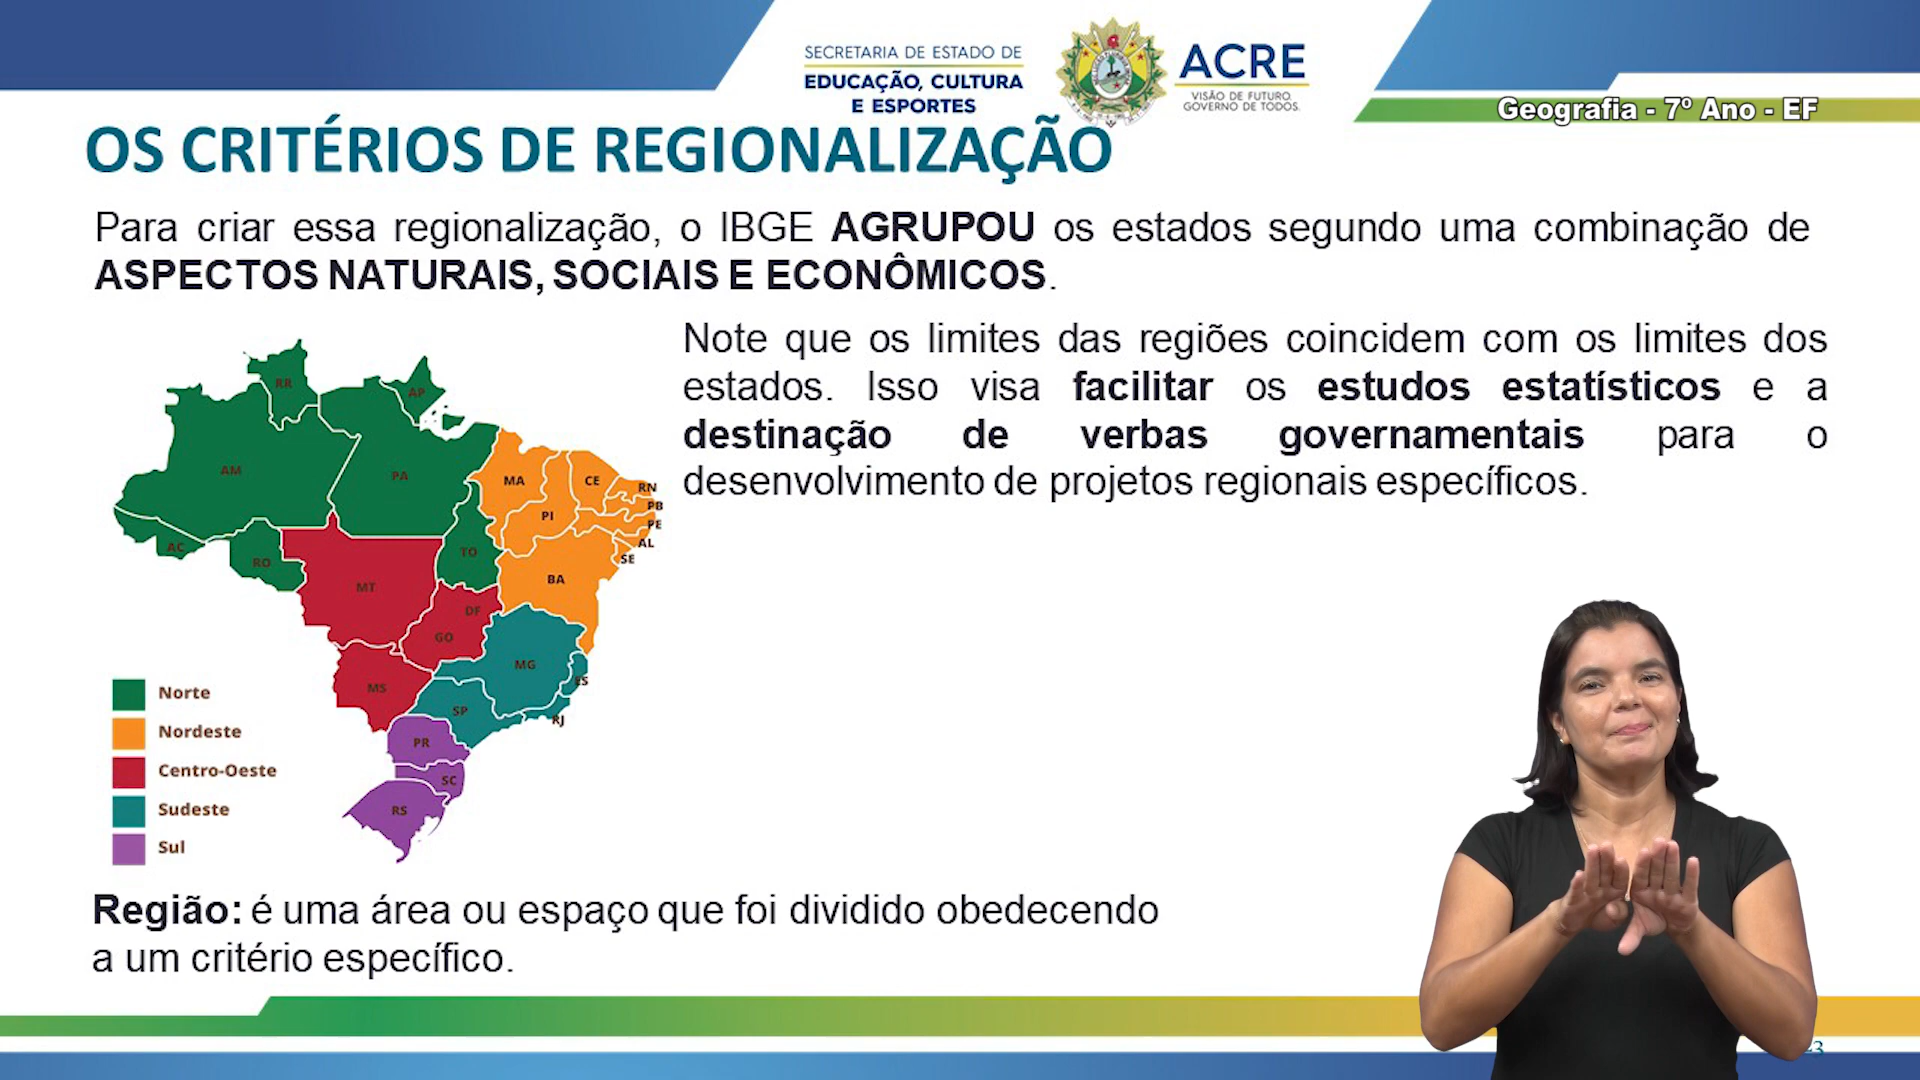 SECRETARIA DE ESTADO DE
EDUCAÇÃO, CULTURA
E ESPORTES
ACRE
VISÃO DE FUTURO.
GOVERNO DE TODOS.
Geografia - 7º Ano - EF
OS CRITÉRIOS DE REGIONALIZAÇÃO
Para criar essa regionalização, o IBGE AGRUPOU os estados segundo uma combinação de
ASPECTOS NATURAIS, SOCIAIS E ECONÔMICOS.
Note que os limites das regiões coincidem com os limites dos
estados. Isso visa facilitar os estudos estatísticos e a
destinação de verbas governamentais para o
desenvolvimento de projetos regionais específicos.
RR
AP
AM
PA
MA
CE
RN
PB
PI
PE
AL
SE
AC
RO
TO
BA
MT
DF
GO
MG
ES
MS
SP
RJ
PR
SC
RS
Norte
Nordeste
Centro-Oeste
Sudeste
Sul
Região: é uma área ou espaço que foi dividido obedecendo
a um critério específico.